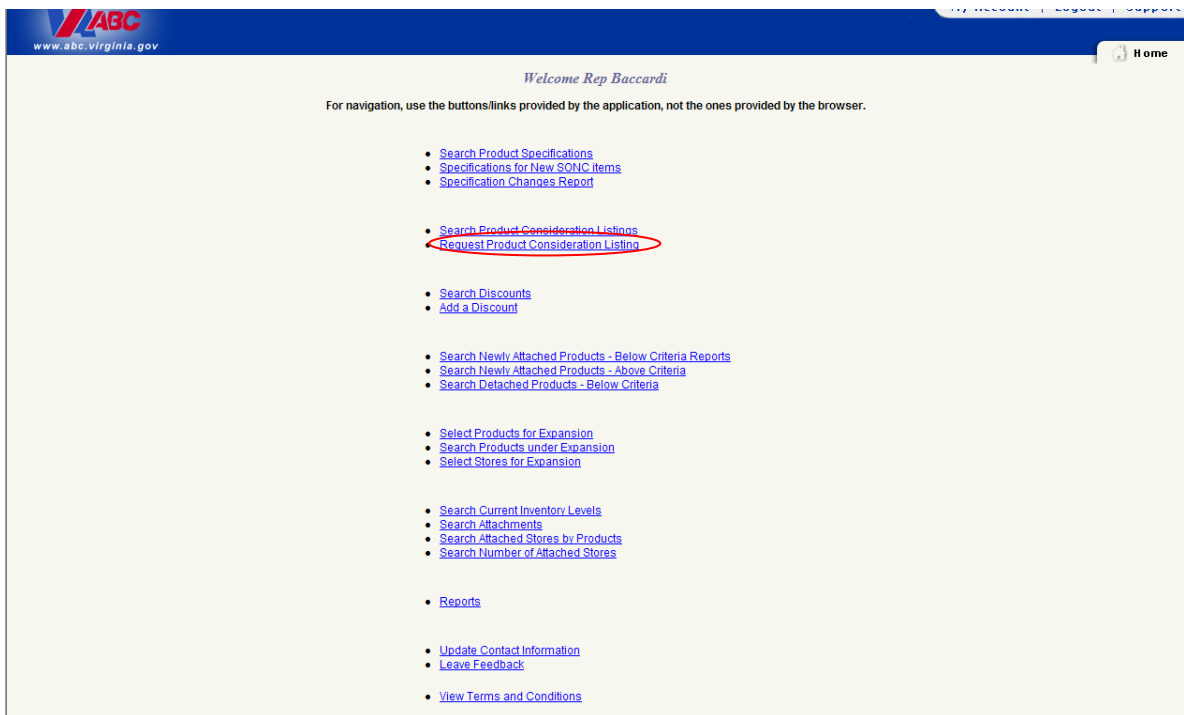 My Account | Logout | Support
ABC
www.abc.virginia.gov
Home
Welcome Rep Baccardi
For navigation, use the buttons/links provided by the application, not the ones provided by the browser.
Search Product Specifications
Specifications for New SONC items
Specification Changes Report
Search Product Consideration Listings
Request Product Consideration Listing
Search Discounts
Add a Discount
Search Newly Attached Products - Below Criteria Reports
Search Newly Attached Products - Above Criteria
Search Detached Products - Below Criteria
Select Products for Expansion
Search Products under Expansion
Select Stores for Expansion
Search Current Inventory Levels
Search Attachments
Search Attached Stores by Products
Search Number of Attached Stores
Reports
Update Contact Information
Leave Feedback
View Terms and Conditions